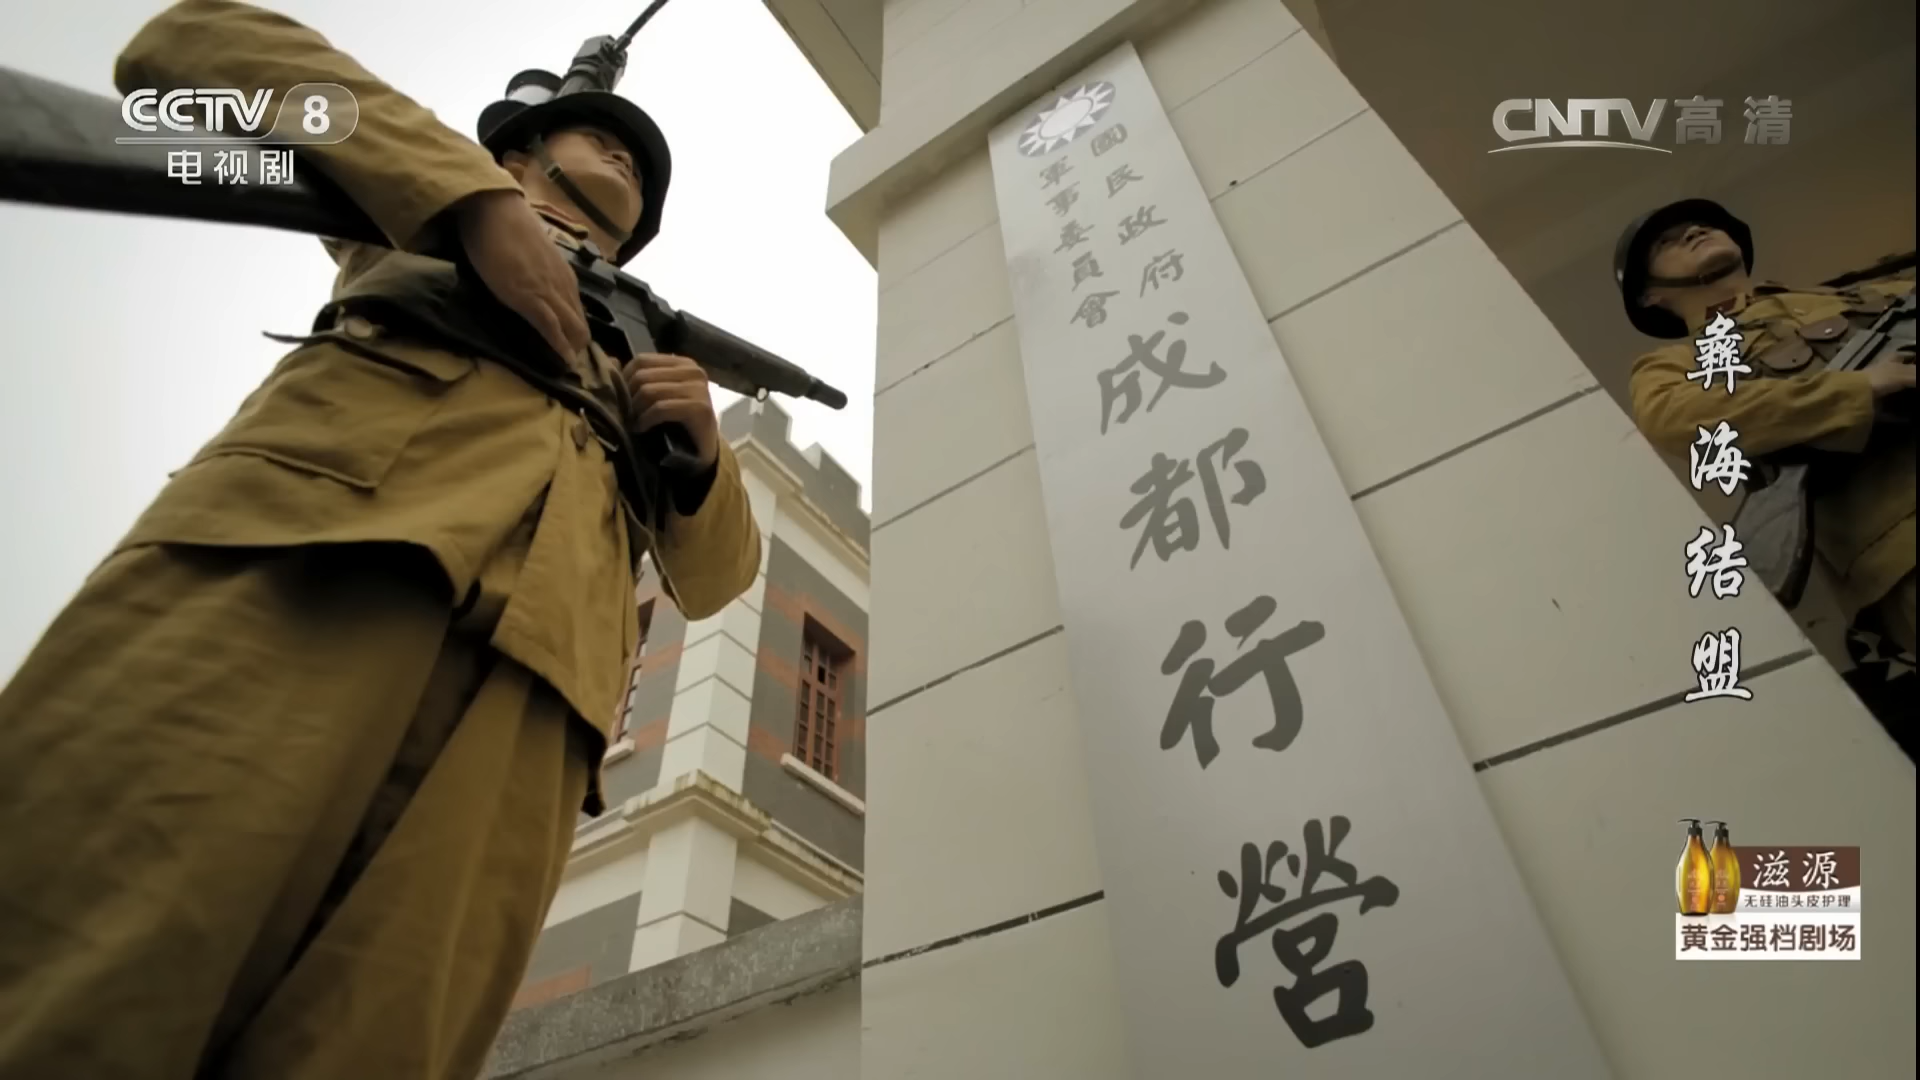 CCTV 8
电视剧
CNTV高清
國民政府
軍事委員會
成都行營
彝海结盟
滋源
无硅油头皮护理
黄金强档剧场